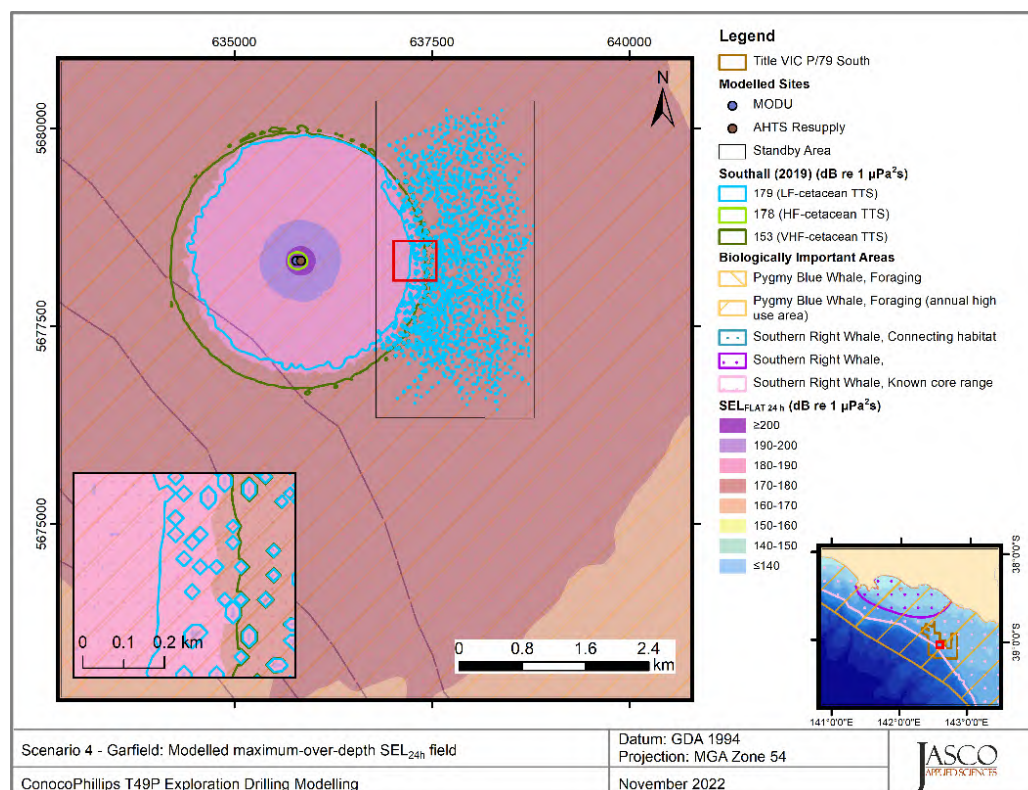 635000
637500
640000
5680000
5677500
5675000
N
0 0.1 0.2 km
0 0.8 1.6 2.4
km
Legend
Title VIC P/79 South
Modelled Sites
MODU
AHTS Resupply
Standby Area
Southall (2019) (dB re 1 µPa²s)
179 (LF-cetacean TTS)
178 (HF-cetacean TTS)
153 (VHF-cetacean TTS)
Biologically Important Areas
Pygmy Blue Whale, Foraging
Pygmy Blue Whale, Foraging (annual high
use area)
Southern Right Whale, Connecting habitat
Southern Right Whale,
Southern Right Whale, Known core range
SEL FLAT 24 h (dB re 1 µPa²s)
≥200
190-200
180-190
170-180
160-170
150-160
140-150
≤140
38°0'S
39°0'S
141°0'0"E 142°0'0"E 143°0'0"E
Scenario 4 - Garfield: Modelled maximum-over-depth SEL24h field
ConocoPhillips T49P Exploration Drilling Modelling
Datum: GDA 1994
Projection: MGA Zone 54
November 2022
JASCO
APPLIED SCIENCES